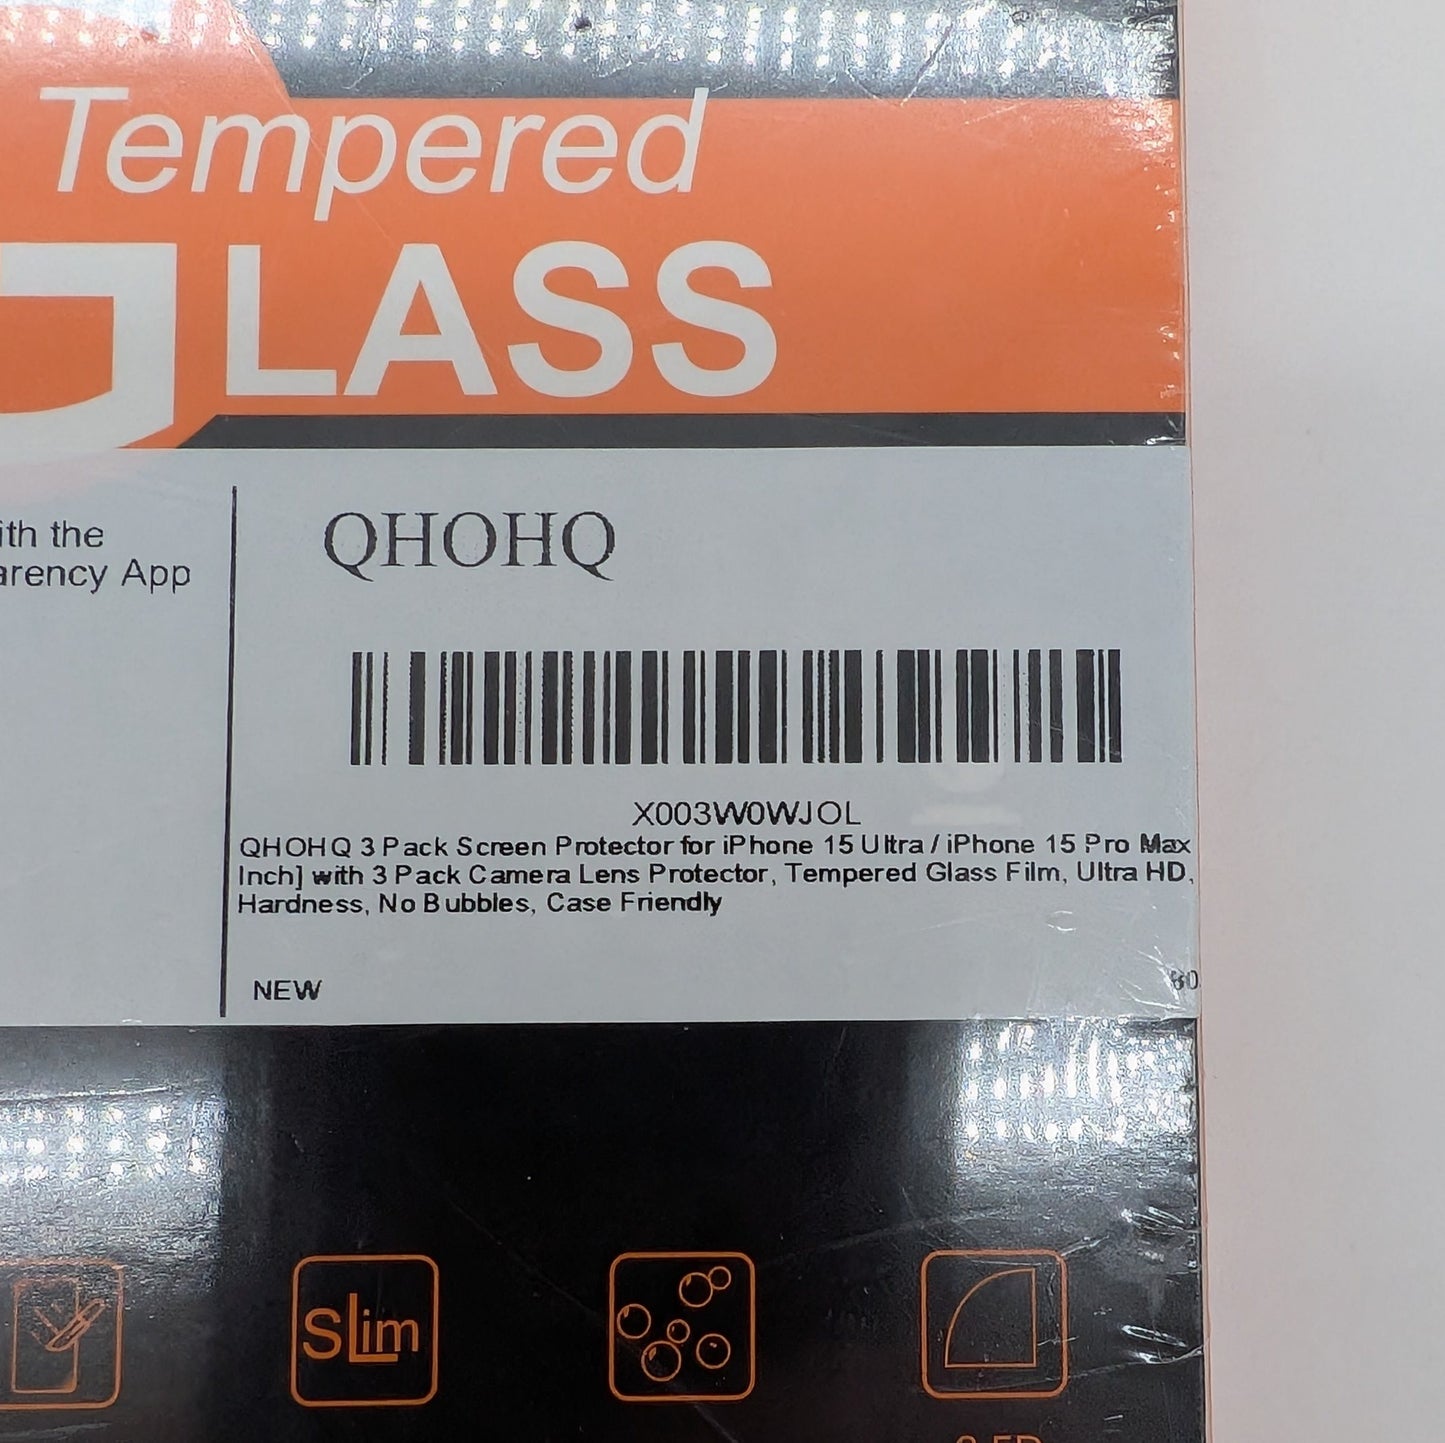 Tempered
GLASS
with the
arency App
QHOHQ
X003W0WJOL
QHOHQ 3 Pack Screen Protector for iPhone 15 Ultra / iPhone 15 Pro Max
Inch] with 3 Pack Camera Lens Protector, Tempered Glass Film, Ultra HD,
Hardness, No Bubbles, Case Friendly
NEW
SLim